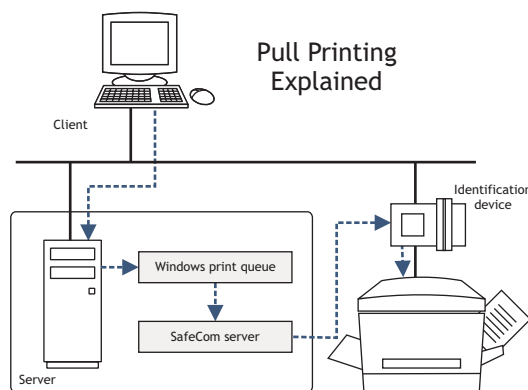 Pull Printing
Explained
Client
Identification
device
Windows print queue
SafeCom server
Server